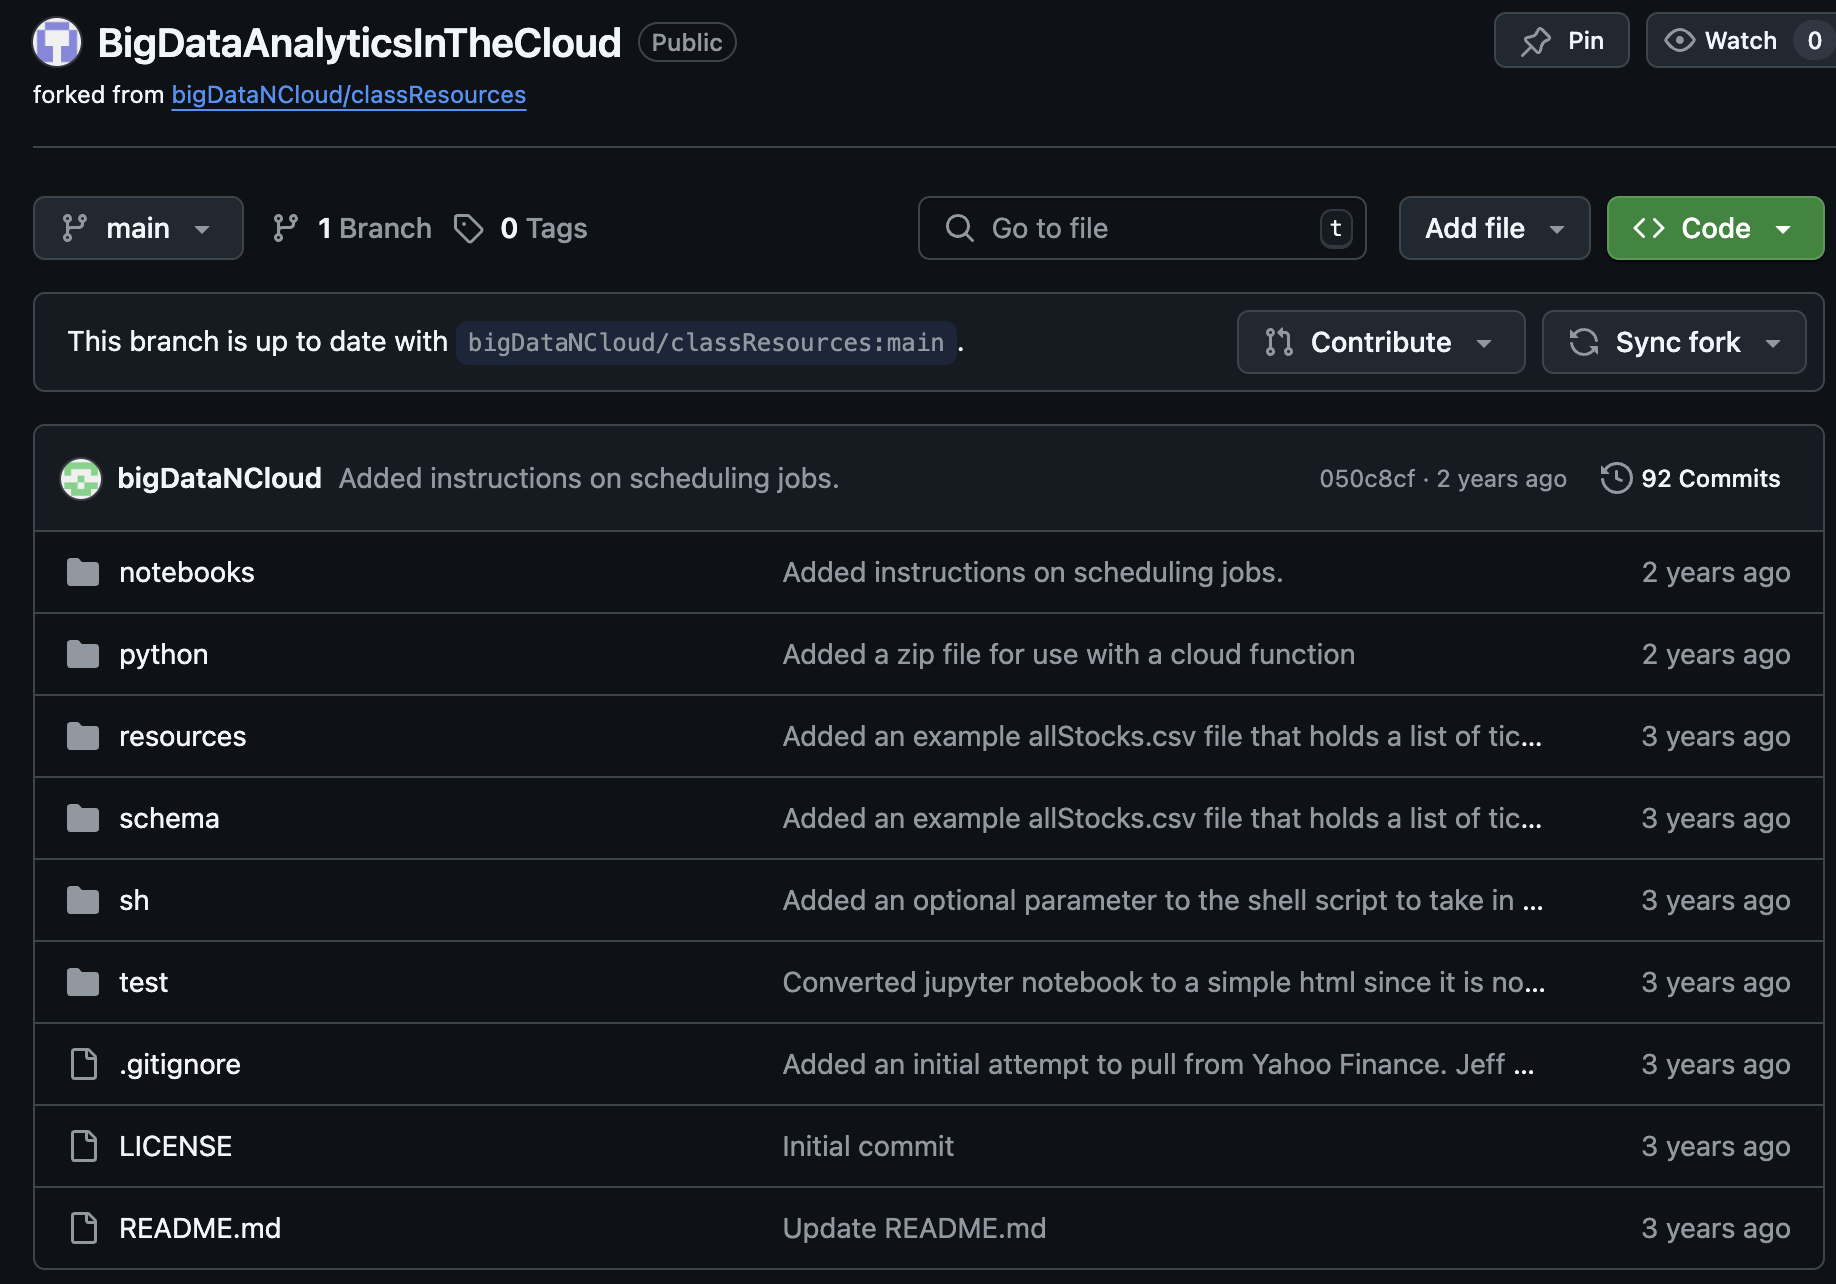 BigDataAnalyticsInTheCloud Public Pin Watch 0
forked from bigDataNCloud/classResources
main 1 Branch 0 Tags Go to file t Add file Code
This branch is up to date with bigDataNCloud/classResources:main . Contribute Sync fork
bigDataNCloud Added instructions on scheduling jobs. 050c8cf · 2 years ago 92 Commits
notebooks Added instructions on scheduling jobs. 2 years ago
python Added a zip file for use with a cloud function 2 years ago
resources Added an example allStocks.csv file that holds a list of tic... 3 years ago
schema Added an example allStocks.csv file that holds a list of tic... 3 years ago
sh Added an optional parameter to the shell script to take in ... 3 years ago
test Converted jupyter notebook to a simple html since it is no... 3 years ago
.gitignore Added an initial attempt to pull from Yahoo Finance. Jeff ... 3 years ago
LICENSE Initial commit 3 years ago
README.md Update README.md 3 years ago